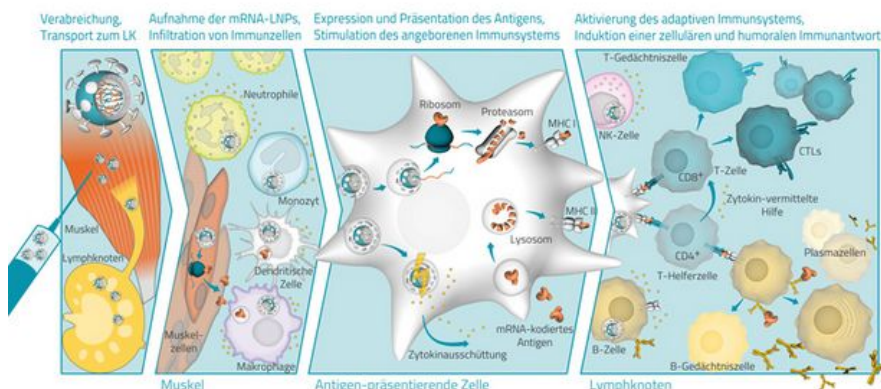 Verabreichung,
Transport zum LK
Aufnahme der mRNA-LNPs,
Infiltration von Immunzellen
Expression und Präsentation des Antigens,
Stimulation des angeborenen Immunsystems
Aktivierung des adaptiven Immunsystems,
Induktion einer zellulären und humoralen Immunantwort
Muskel
Lymphknoten
Neutrophile
Monozyt
Dendritische
Zelle
Muskel-
zellen
Makrophage
Muskel
Ribosom
Proteasom
MHC I
MHC II
Lysosom
mRNA-kodiertes
Antigen
Zytokinausschüttung
Antigen-präsentierende Zelle
T-Gedächtniszelle
NK-Zelle
CD8+
T-Zelle
CTLs
Zytokin-vermittelte
Hilfe
CD4+
T-Helferzelle
Plasmazellen
B-Zelle
B-Gedächtniszelle
Lymphknoten